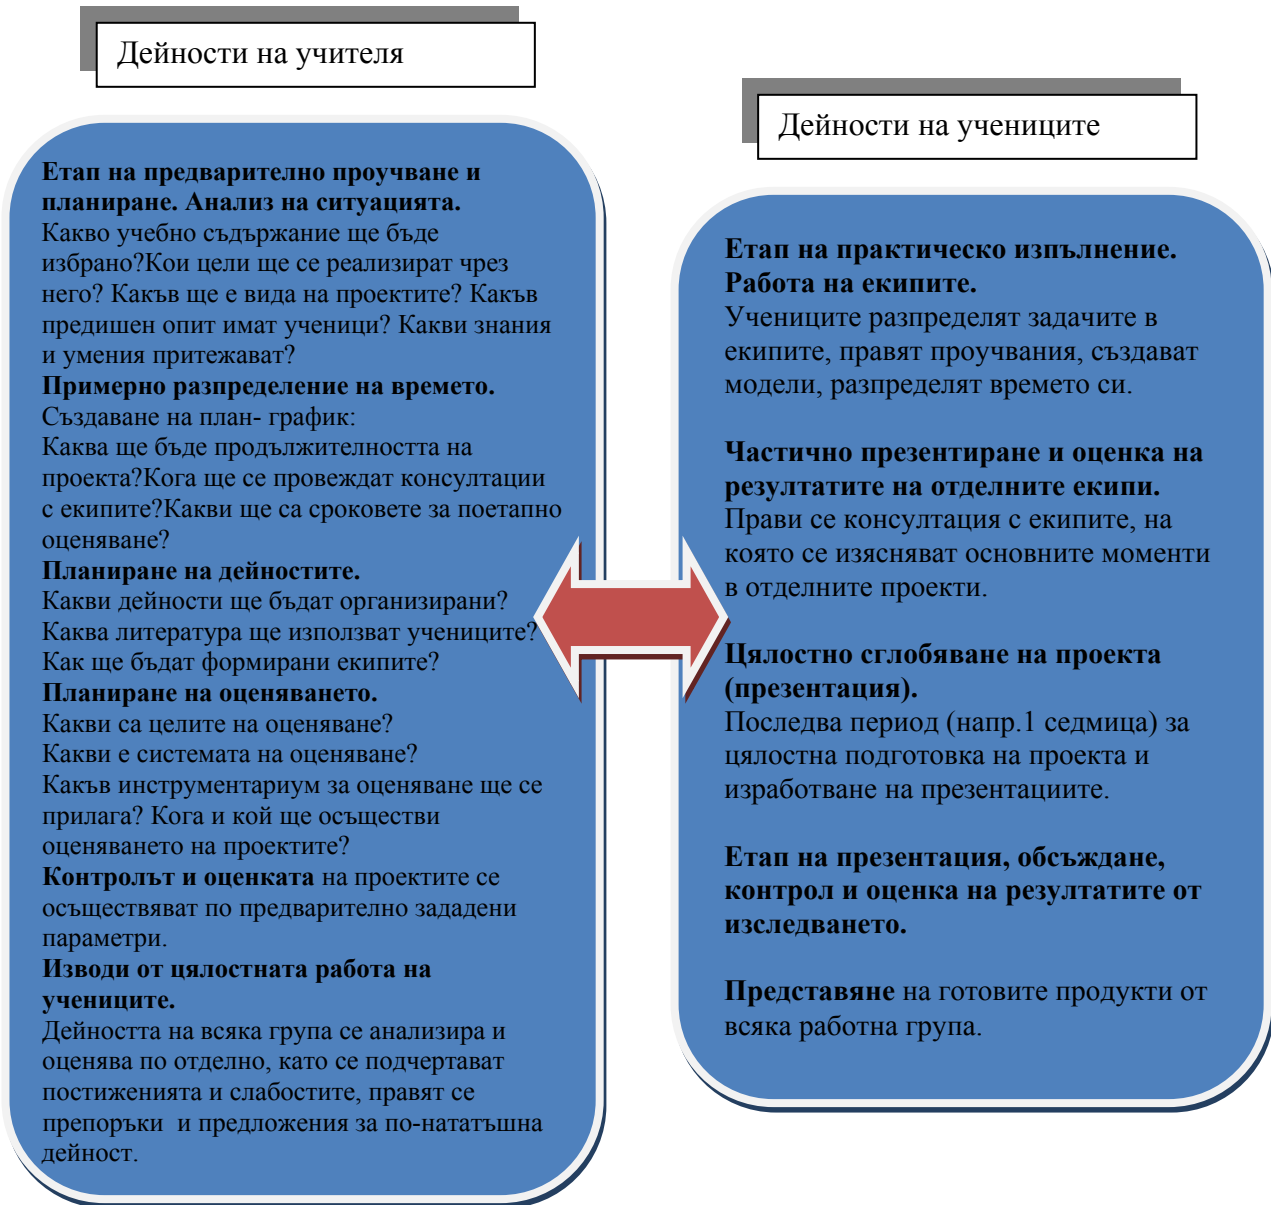 Дейности на учителя
Етап на предварително проучване и
планиране. Анализ на ситуацията.
Какво учебно съдържание ще бъде
избрано?Кои цели ще се реализират чрез
него? Какъв ще е вида на проектите? Какъв
предишен опит имат ученици? Какви знания
и умения притежават?
Примерно разпределение на времето.
Създаване на план- график:
Каква ще бъде продължителността на
проекта?Кога ще се провеждат консултации
с екипите?Какви ще са сроковете за поетапно
оценяване?
Планиране на дейностите.
Какви дейности ще бъдат организирани?
Каква литература ще използват учениците?
Как ще бъдат формирани екипите?
Планиране на оценяването.
Какви са целите на оценяване?
Какви е системата на оценяване?
Какъв инструментариум за оценяване ще се
прилага? Кога и кой ще осъществи
оценяването на проектите?
Контролът и оценката на проектите се
осъществяват по предварително зададени
параметри.
Изводи от цялостната работа на
учениците.
Дейността на всяка група се анализира и
оценява по отделно, като се подчертават
постиженията и слабостите, правят се
препоръки  и предложения за по-нататъшна
дейност.
Дейности на учениците
Етап на практическо изпълнение.
Работа на екипите.
Учениците разпределят задачите в
екипите, правят проучвания, създават
модели, разпределят времето си.
Частично презентиране и оценка на
резултатите на отделните екипи.
Прави се консултация с екипите, на
която се изясняват основните моменти
в отделните проекти.
Цялостно сглобяване на проекта
(презентация).
Последва период (напр.1 седмица) за
цялостна подготовка на проекта и
изработване на презентациите.
Етап на презентация, обсъждане,
контрол и оценка на резултатите от
изследването.
Представяне на готовите продукти от
всяка работна група.